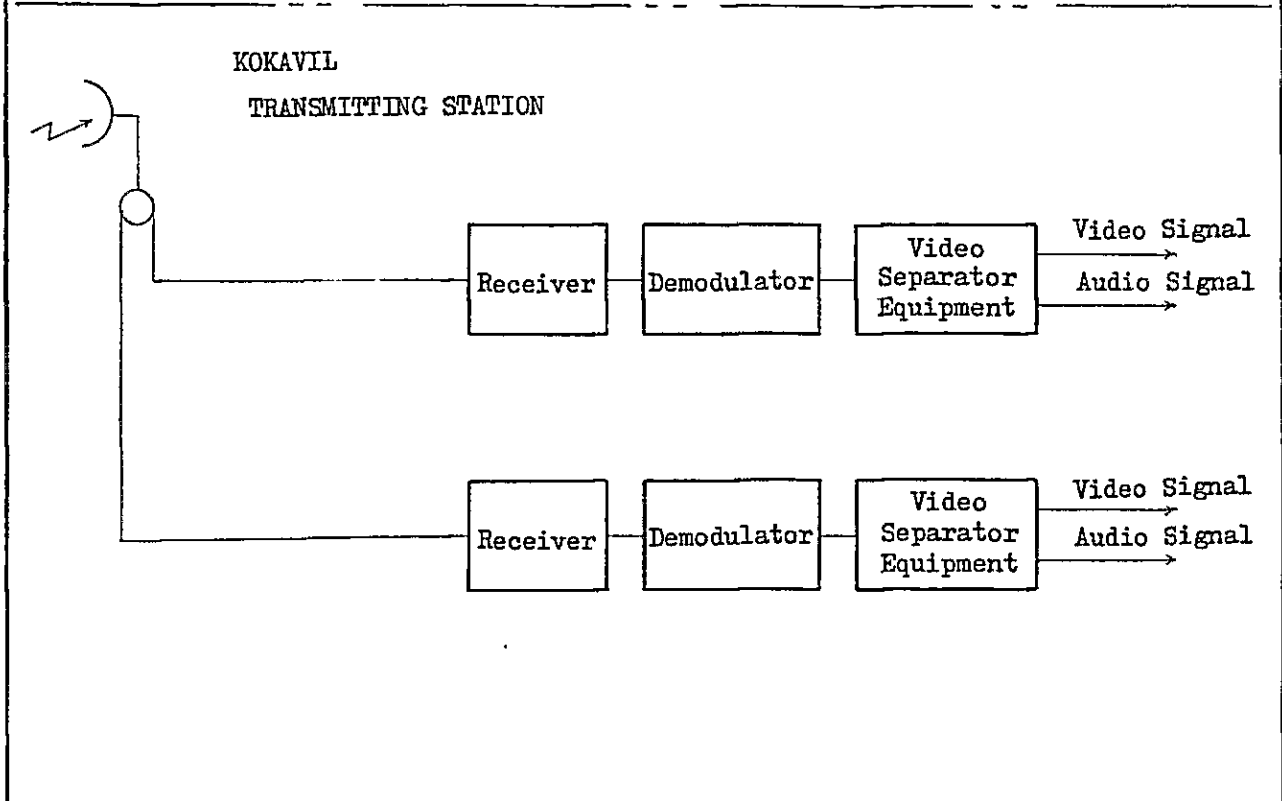 KOKAVIL
TRANSMITTING STATION
Receiver
Demodulator
Video
Separator
Equipment
Video Signal
Audio Signal
Receiver
Demodulator
Video
Separator
Equipment
Video Signal
Audio Signal